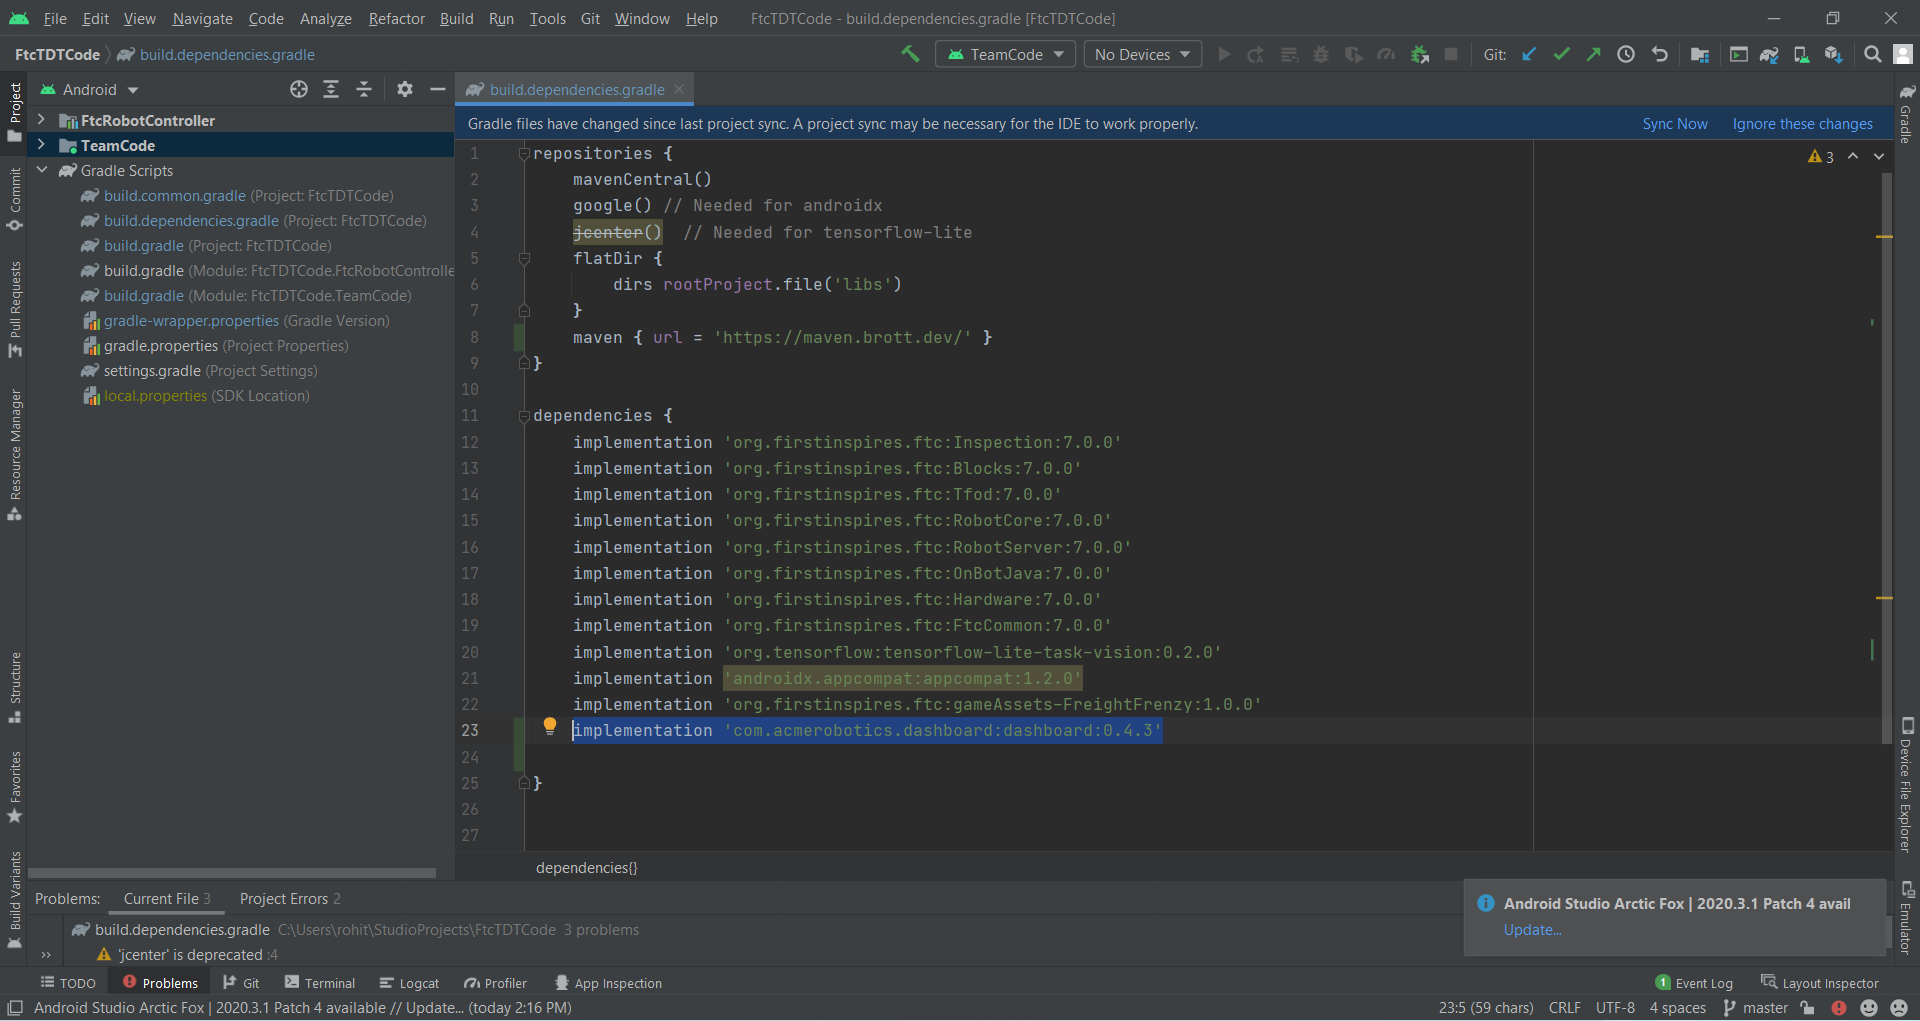 File Edit View Navigate Code Analyze Refactor Build Run Tools Git Window Help FtcTDTCode - build.dependencies.gradle [FtcTDTCode]
FtcTDTCode build.dependencies.gradle TeamCode No Devices Git:
Project
Commit
Pull Requests
Resource Manager
Structure
Favorites
Build Variants
Android
FtcRobotController
TeamCode
Gradle Scripts
build.common.gradle (Project: FtcTDTCode)
build.dependencies.gradle (Project: FtcTDTCode)
build.gradle (Project: FtcTDTCode)
build.gradle (Module: FtcTDTCode.FtcRobotControlle
build.gradle (Module: FtcTDTCode.TeamCode)
gradle-wrapper.properties (Gradle Version)
gradle.properties (Project Properties)
settings.gradle (Project Settings)
local.properties (SDK Location)
build.dependencies.gradle
Gradle files have changed since last project sync. A project sync may be necessary for the IDE to work properly. Sync Now Ignore these changes
3
1 repositories {
2 mavenCentral()
3 google() // Needed for androidx
4 jcenter() // Needed for tensorflow-lite
5 flatDir {
6 dirs rootProject.file('libs')
7 }
8 maven { url = 'https://maven.brott.dev/' }
9 }
10
11 dependencies {
12 implementation 'org.firstinspires.ftc:Inspection:7.0.0'
13 implementation 'org.firstinspires.ftc:Blocks:7.0.0'
14 implementation 'org.firstinspires.ftc:Tfod:7.0.0'
15 implementation 'org.firstinspires.ftc:RobotCore:7.0.0'
16 implementation 'org.firstinspires.ftc:RobotServer:7.0.0'
17 implementation 'org.firstinspires.ftc:OnBotJava:7.0.0'
18 implementation 'org.firstinspires.ftc:Hardware:7.0.0'
19 implementation 'org.firstinspires.ftc:FtcCommon:7.0.0'
20 implementation 'org.tensorflow:tensorflow-lite-task-vision:0.2.0'
21 implementation 'androidx.appcompat:appcompat:1.2.0'
22 implementation 'org.firstinspires.ftc:gameAssets-FreightFrenzy:1.0.0'
23 implementation 'com.acmerobotics.dashboard:dashboard:0.4.3'
24
25 }
26
27
dependencies{}
Gradle
Device File Explorer
Emulator
Problems: Current File 3 Project Errors 2
build.dependencies.gradle C:\Users\rohit\StudioProjects\FtcTDTCode 3 problems
'jcenter' is deprecated :4
Android Studio Arctic Fox | 2020.3.1 Patch 4 avail
Update...
TODO Problems Git Terminal Logcat Profiler App Inspection 1 Event Log Layout Inspector
Android Studio Arctic Fox | 2020.3.1 Patch 4 available // Update... (today 2:16 PM) 23:5 (59 chars) CRLF UTF-8 4 spaces master